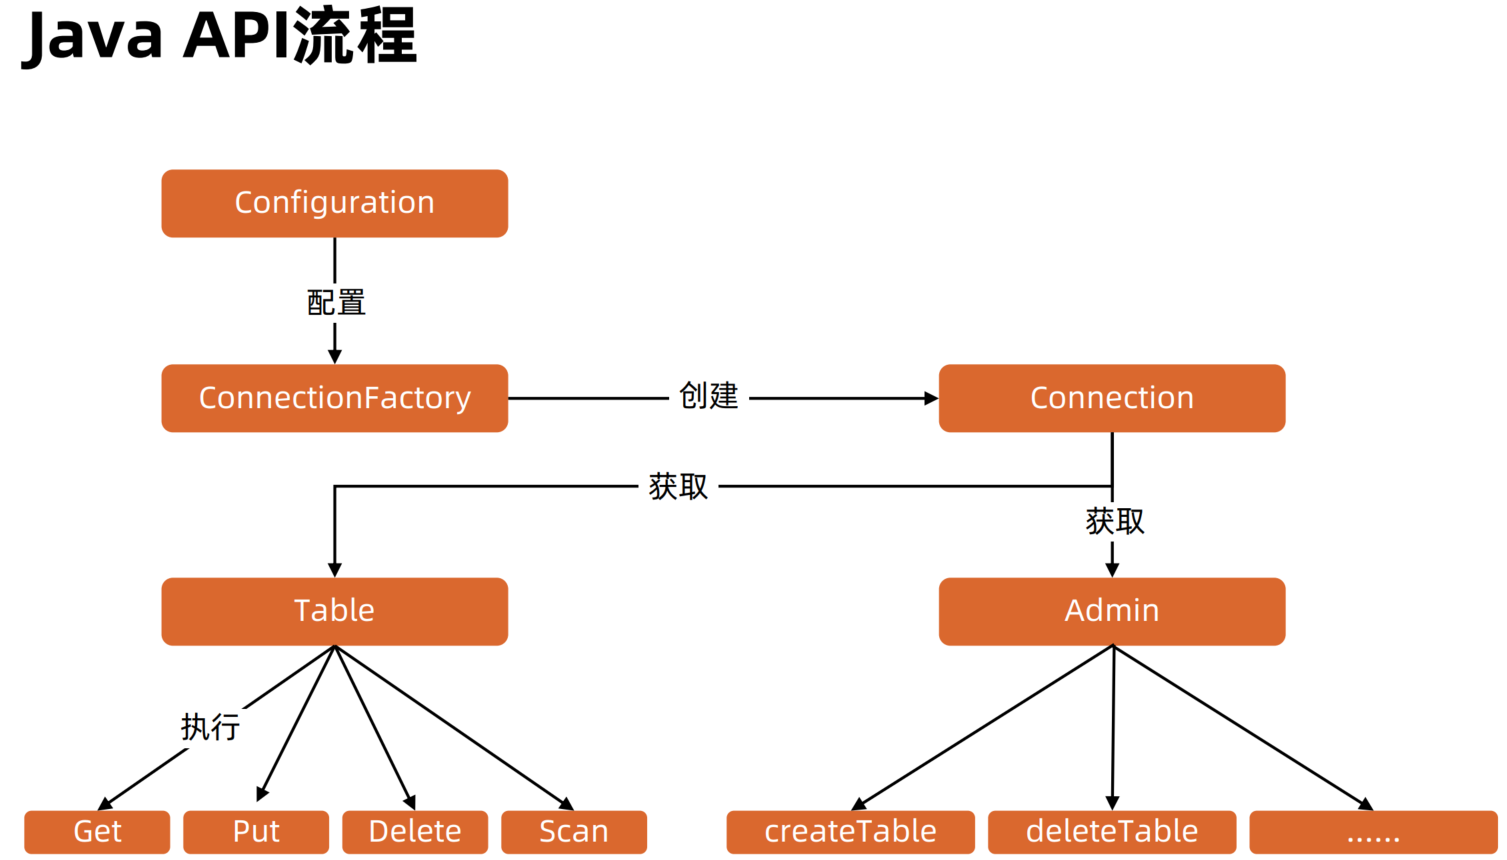 Java API流程
Configuration
配置
ConnectionFactory
创建
Connection
获取
获取
Table
Admin
执行
Get
Put
Delete
Scan
createTable
deleteTable
......